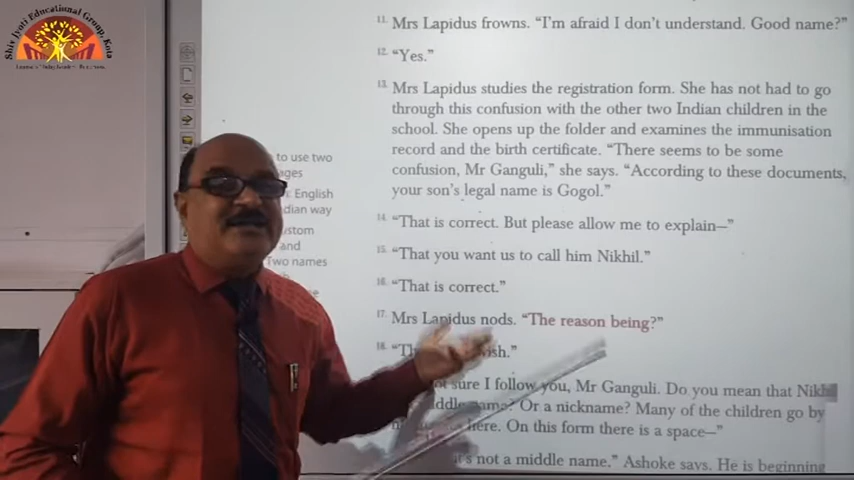 Shiv Jyoti Educational Society, Kota
11. Mrs Lapidus frowns. “I’m afraid I don’t understand. Good name?”
12. “Yes.”
13. Mrs Lapidus studies the registration form. She has not had to go
through this confusion with the other two Indian children in the
school. She opens up the folder and examines the immunisation
record and the birth certificate. “There seems to be some
confusion, Mr Ganguli,” she says. “According to these documents,
your son’s legal name is Gogol.”
to use two
English
ndian way
ustom
and
Two names
14. “That is correct. But please allow me to explain—”
15. “That you want us to call him Nikhil.”
16. “That is correct.”
17. Mrs Lapidus nods. “The reason being?”
18.
sure I follow you, Mr Ganguli. Do you mean that Nikh
middle name? Or a nickname? Many of the children go by
here. On this form there is a space—”
not a middle name,” Ashoke says. He is beginning